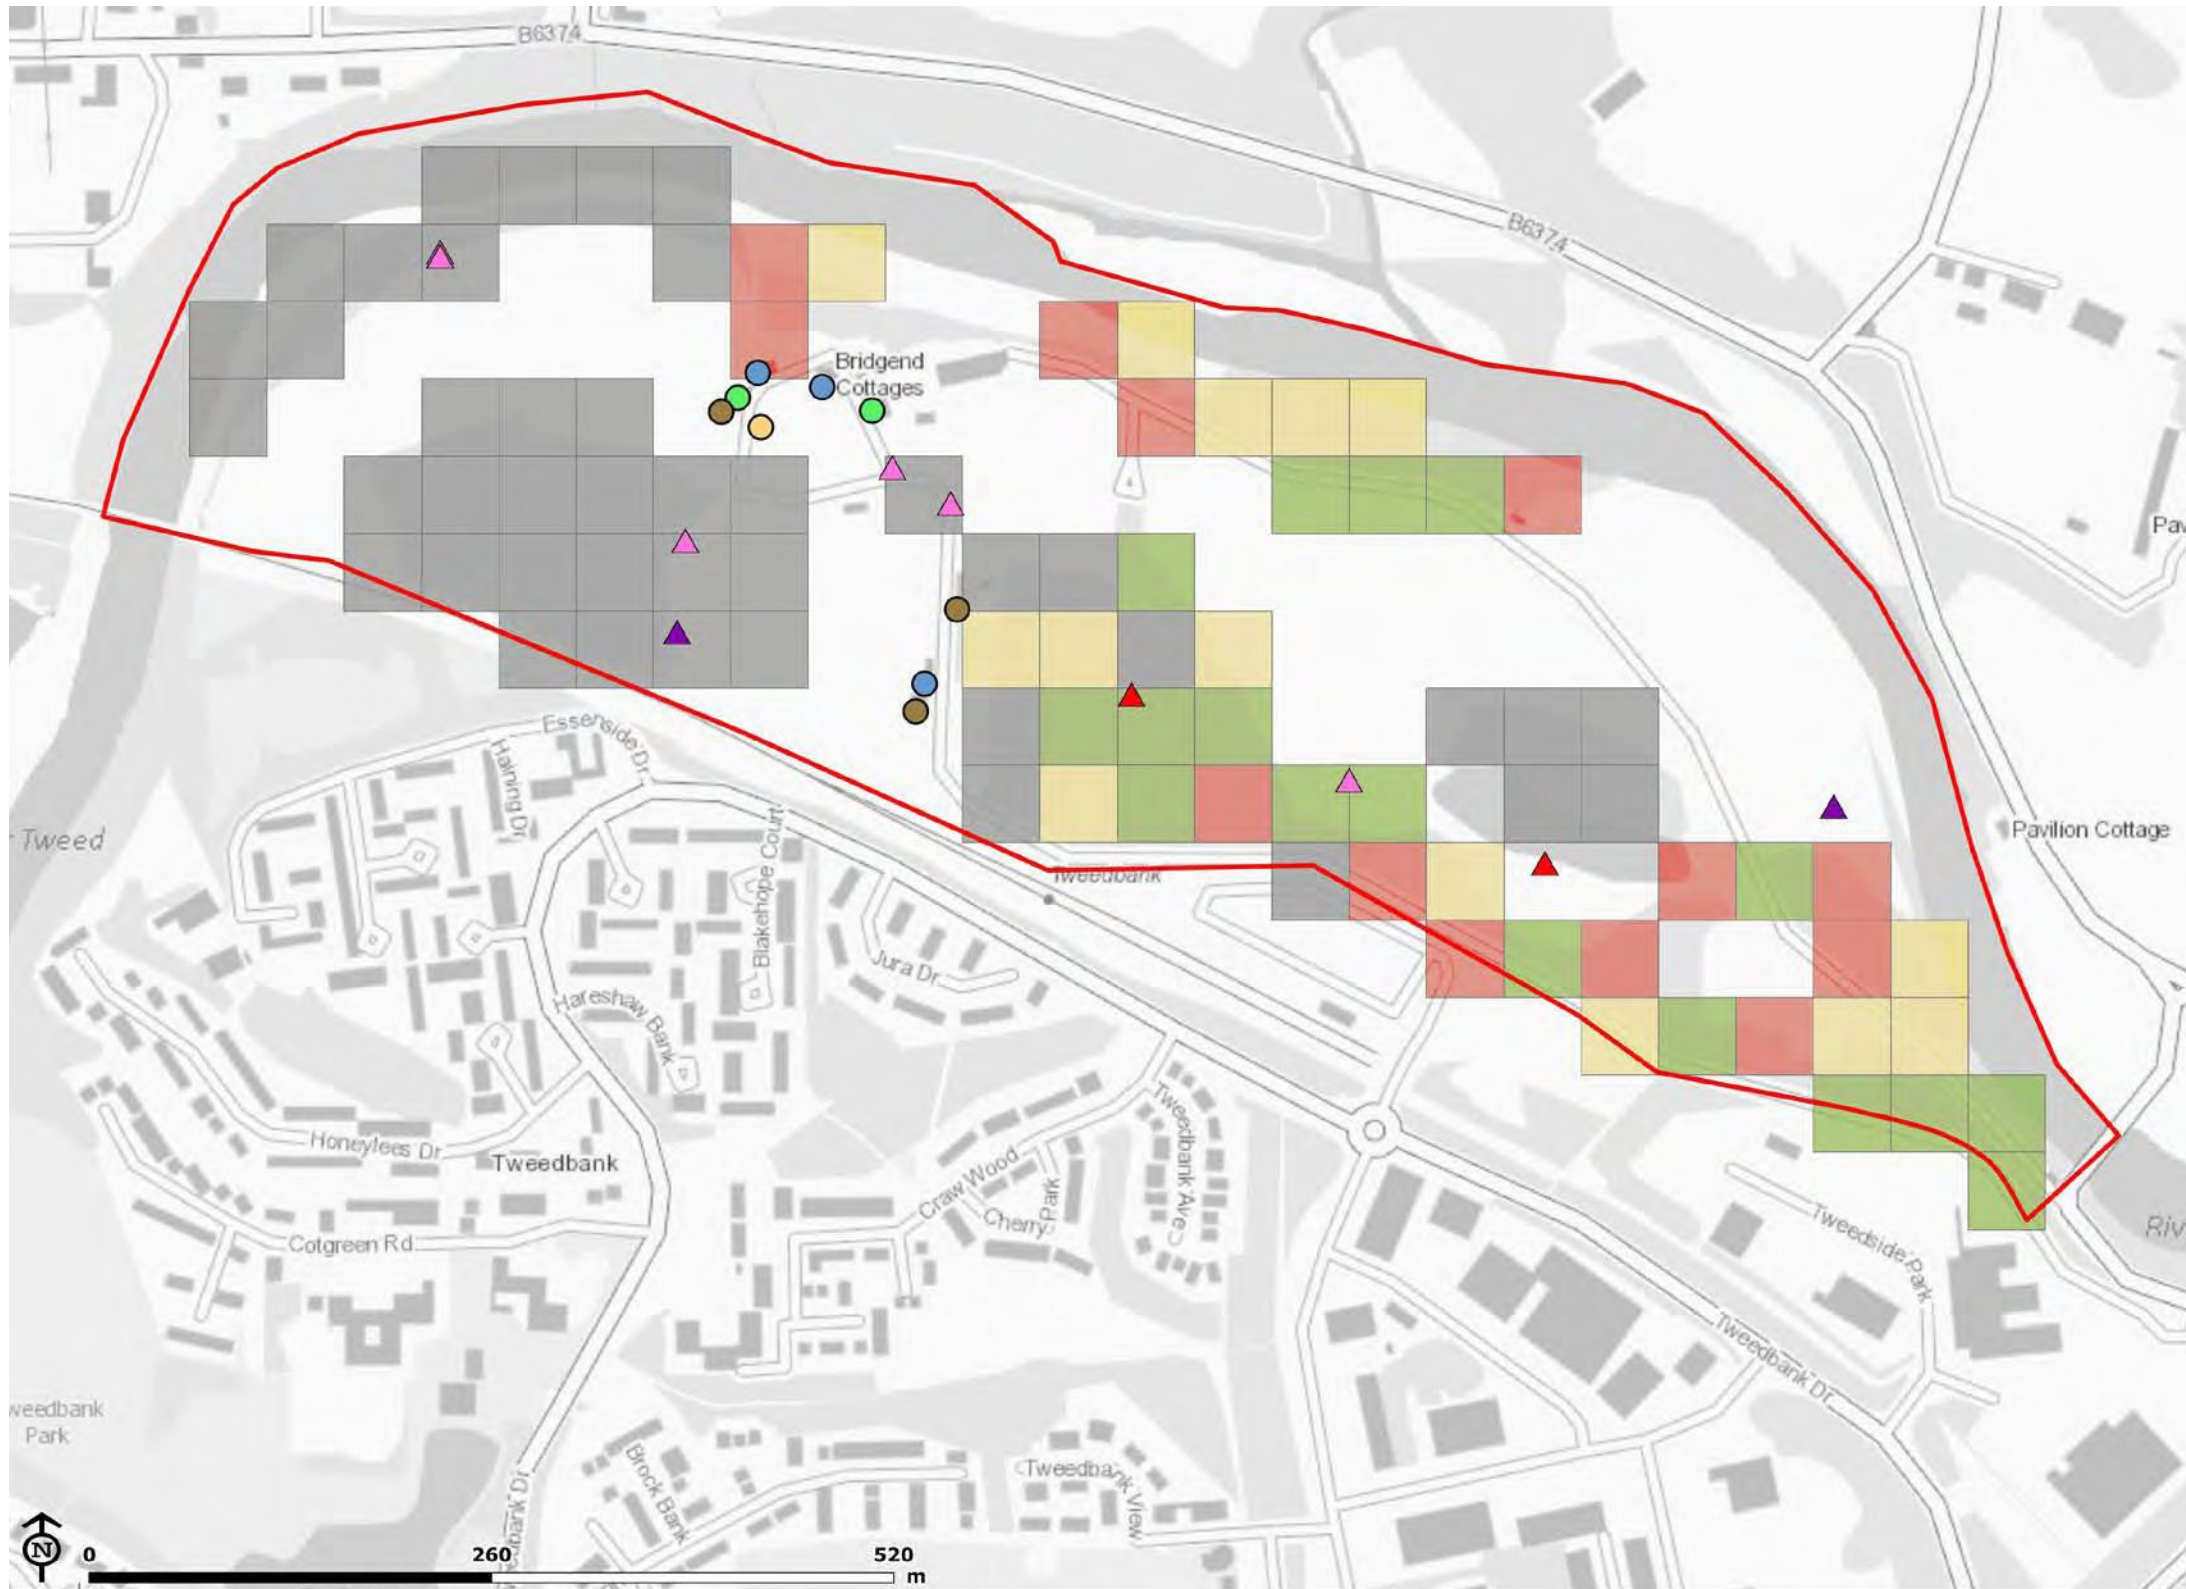 B6374
B6374
Bridgend
Cottages
Pav
Essenside Dr
Haining Dr
Pavilion Cottage
Tweed
Blakehope Court
Tweedbank
Jura Dr
Hareshaw Bank
Honeylees Dr
Tweedbank
Craw Wood
Cherry
Park
Tweedbank Ave
Cotgreen Rd
Tweedside Park
Riv
Tweedbank Dr
weedbank
Park
Brock Bank
Tweedbank View
dbank Dr
N
0 260 520
m